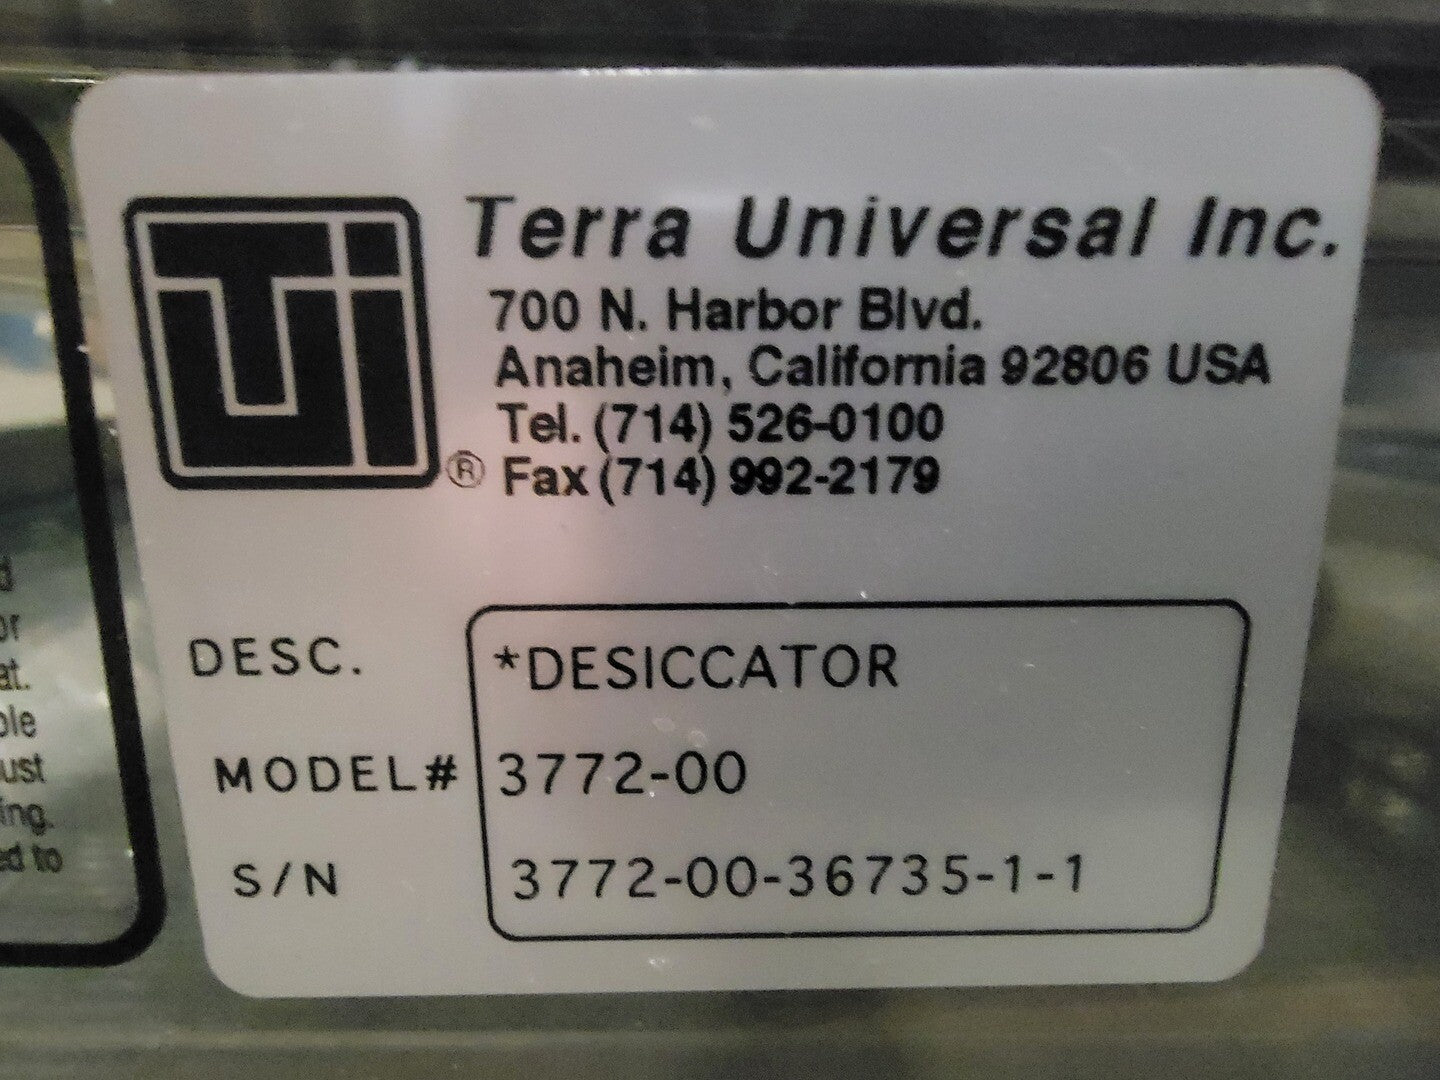 TUi
®
Terra Universal Inc.
700 N. Harbor Blvd.
Anaheim, California 92806 USA
Tel. (714) 526-0100
Fax (714) 992-2179
DESC. *DESICCATOR
MODEL# 3772-00
S/N 3772-00-36735-1-1
to